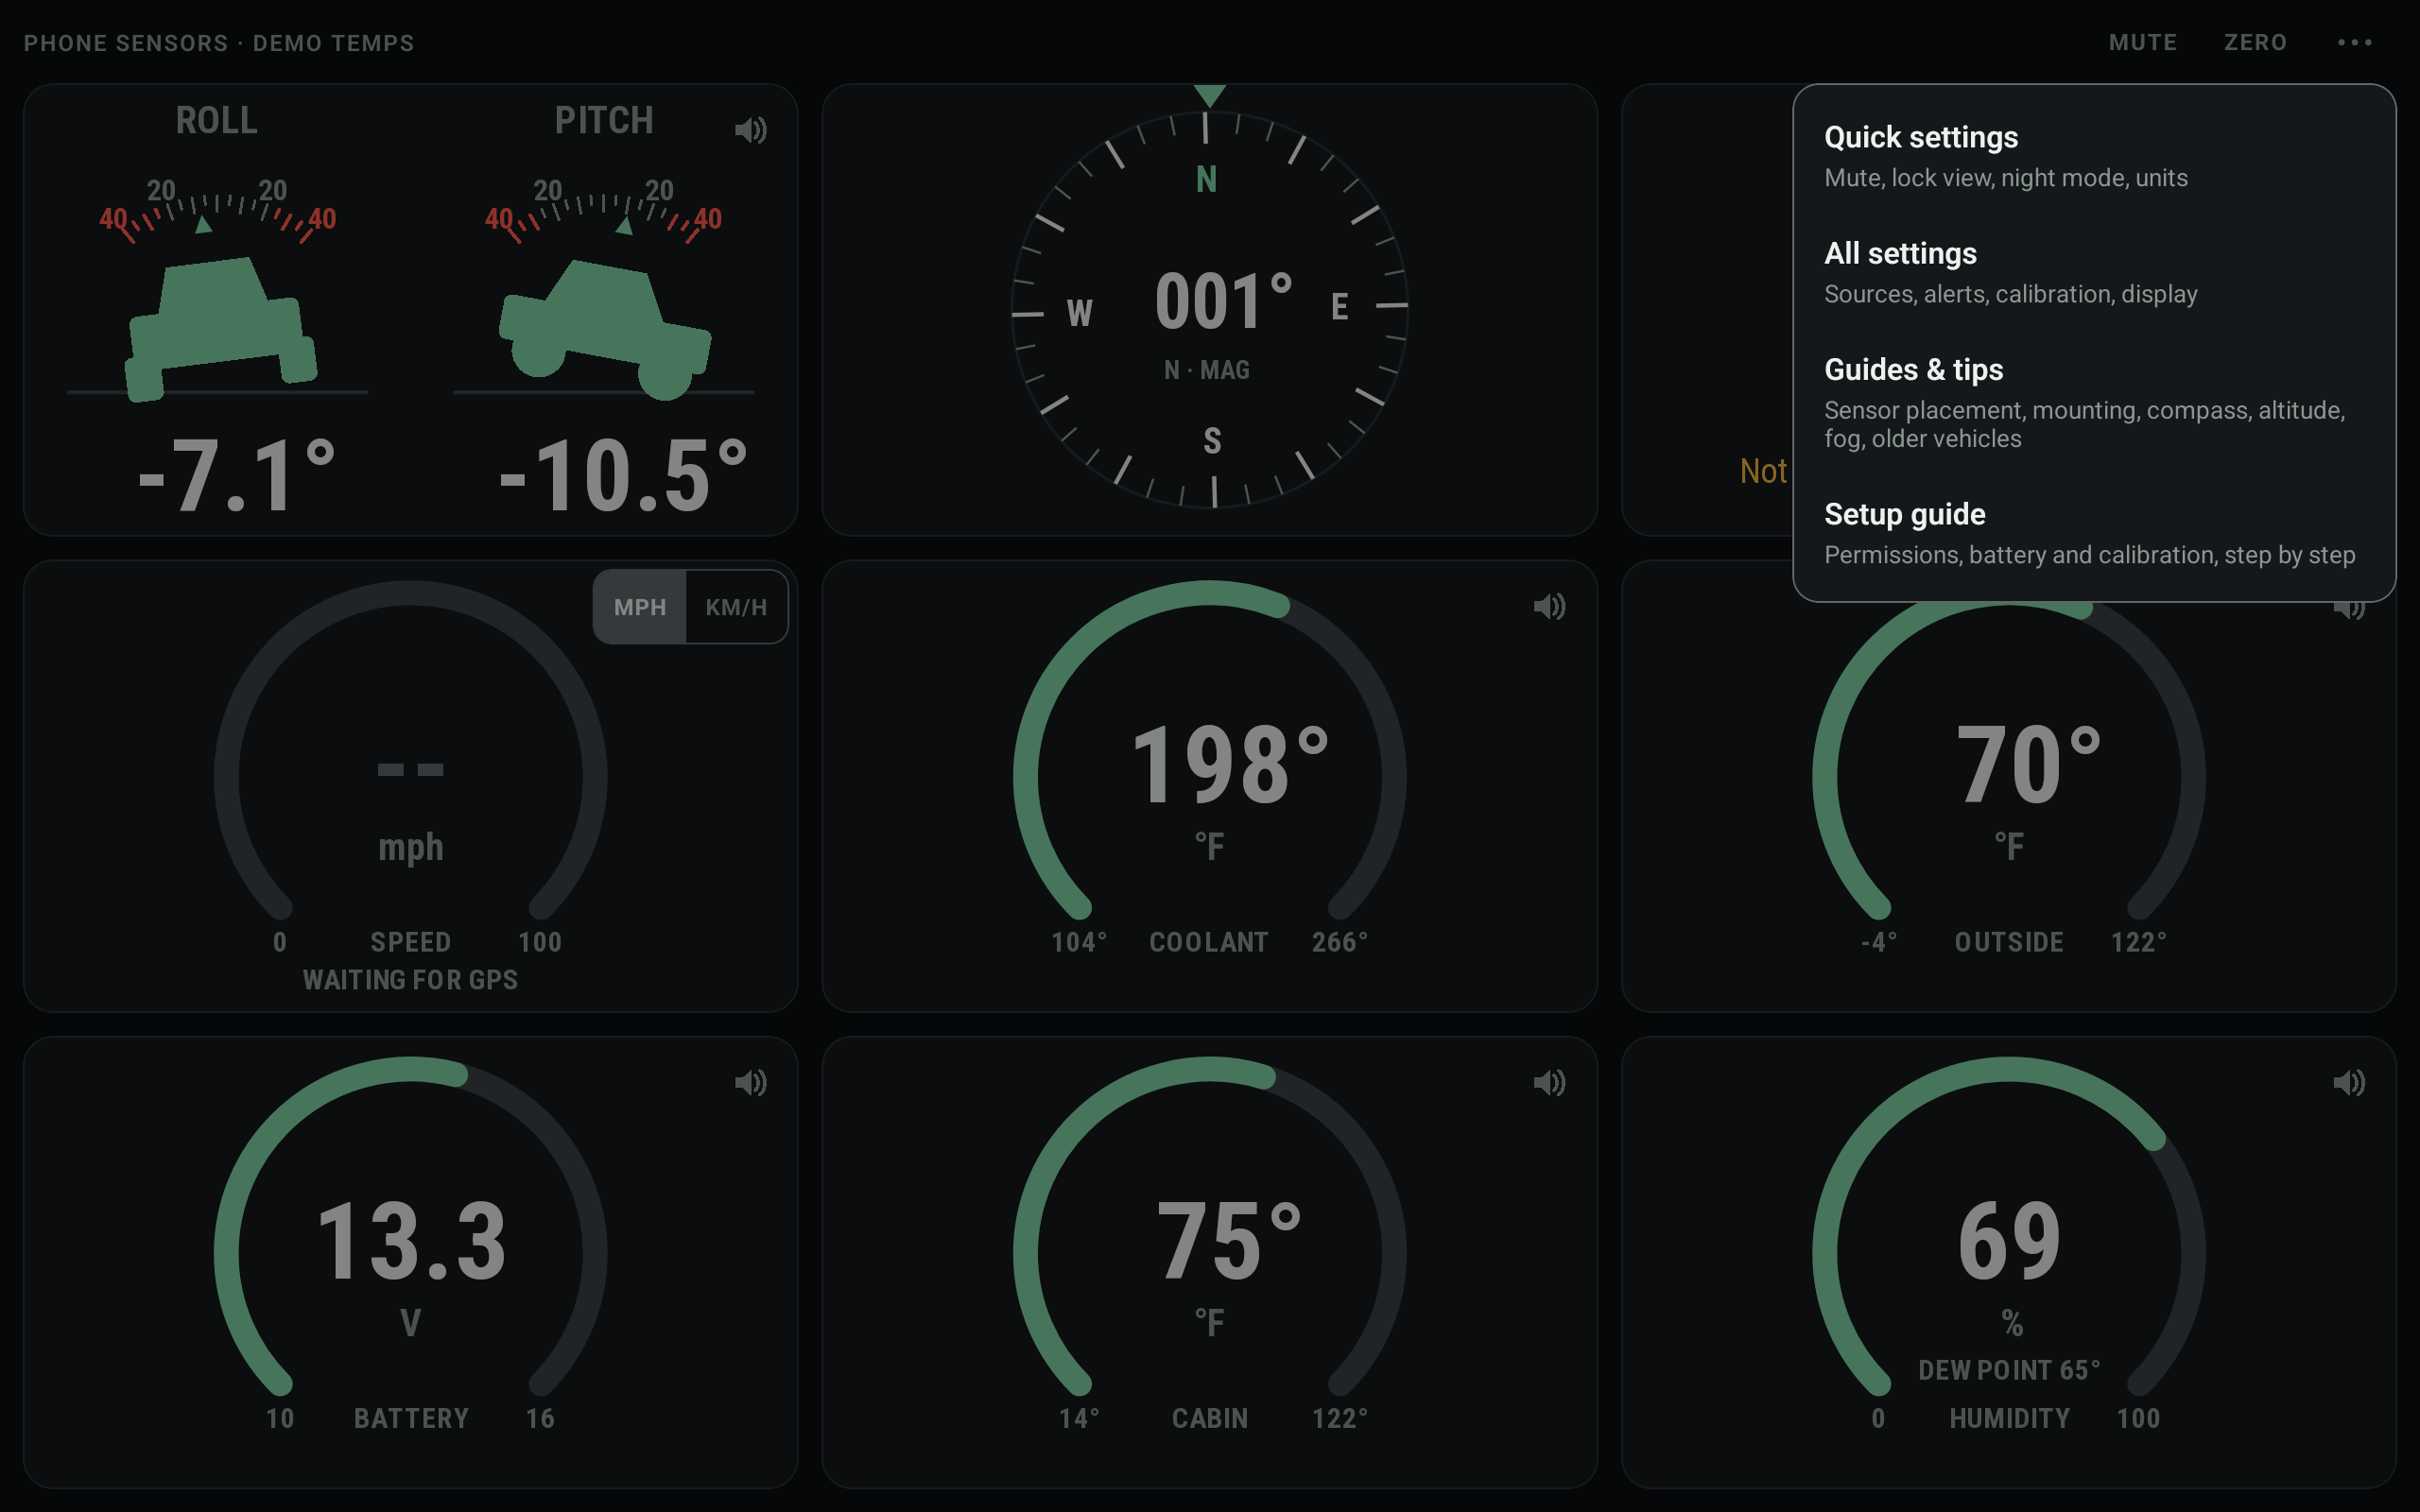 PHONE SENSORS · DEMO TEMPS
MUTE ZERO
ROLL PITCH
20 20 20 20
40 40 40 40
-7.1° -10.5°
N
W 001° E
N · MAG
S
Not
Quick settings
Mute, lock view, night mode, units
All settings
Sources, alerts, calibration, display
Guides & tips
Sensor placement, mounting, compass, altitude,
fog, older vehicles
Setup guide
Permissions, battery and calibration, step by step
MPH KM/H
--
mph
0 SPEED 100
WAITING FOR GPS
198°
°F
104° COOLANT 266°
70°
°F
-4° OUTSIDE 122°
13.3
V
10 BATTERY 16
75°
°F
14° CABIN 122°
69
%
DEW POINT 65°
0 HUMIDITY 100